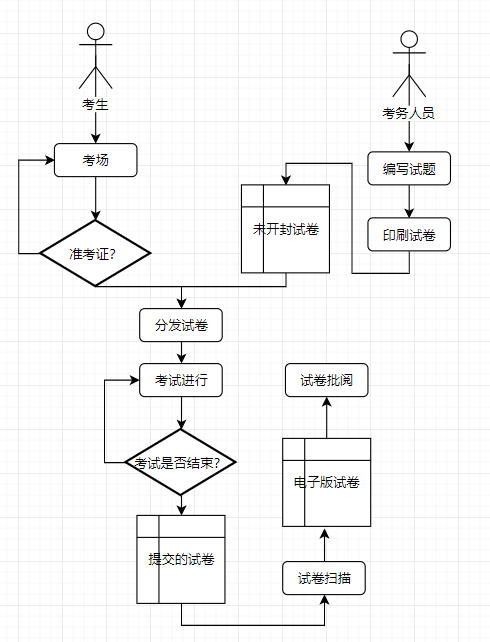 考生
考务人员
考场
编写试题
准考证?
未开封试卷
印刷试卷
分发试卷
考试进行
试卷批阅
考试是否结束?
电子版试卷
提交的试卷
试卷扫描